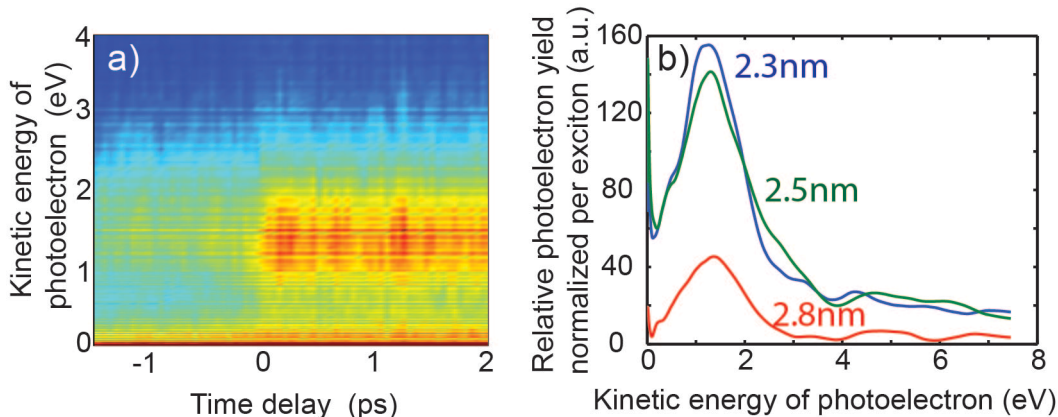 a)
Kinetic energy of
photoelectron (eV)
4
3
2
1
0
-1
0
1
2
Time delay (ps)
b)
Relative photoelectron yield
normalized per exciton (a.u.)
160
120
80
40
0
2.3nm
2.5nm
2.8nm
0
2
4
6
8
Kinetic energy of photoelectron (eV)